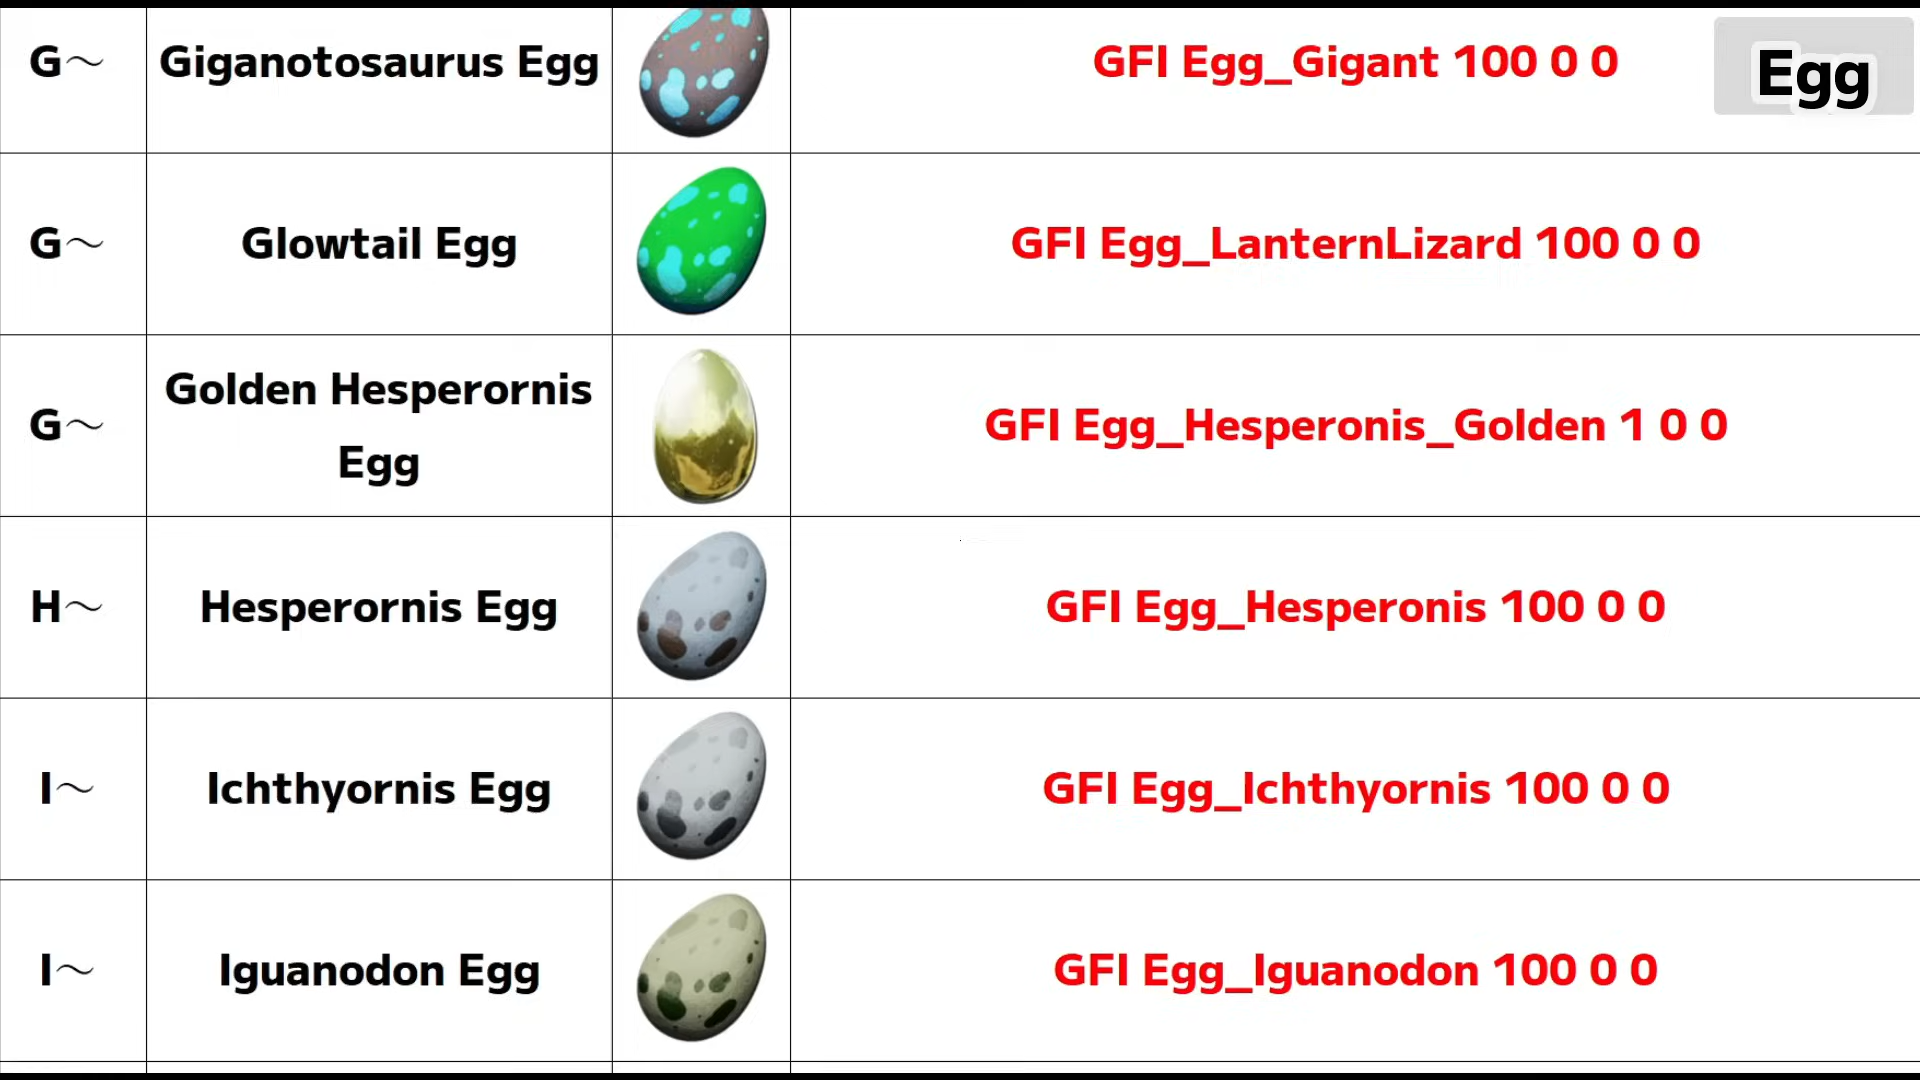 G～ Giganotosaurus Egg GFI Egg_Gigant 100 0 0
Egg
G～ Glowtail Egg GFI Egg_LanternLizard 100 0 0
G～ Golden Hesperornis
Egg GFI Egg_Hesperonis_Golden 1 0 0
H～ Hesperornis Egg GFI Egg_Hesperonis 100 0 0
I～ Ichthyornis Egg GFI Egg_Ichthyornis 100 0 0
I～ Iguanodon Egg GFI Egg_Iguanodon 100 0 0